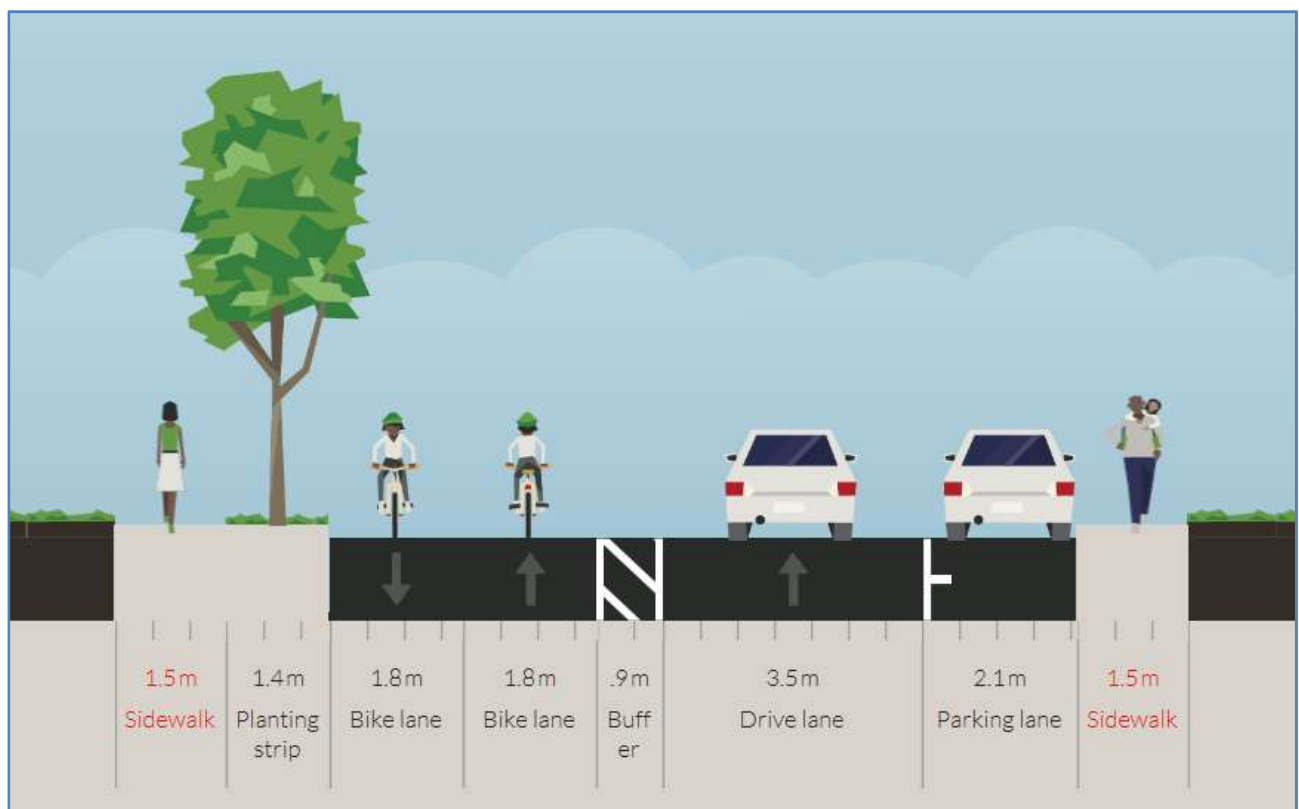 1.5m 1.4m 1.8m 1.8m .9m 3.5m 2.1m 1.5m
Sidewalk Planting Bike lane Bike lane Buff Drive lane Parking lane Sidewalk
strip er